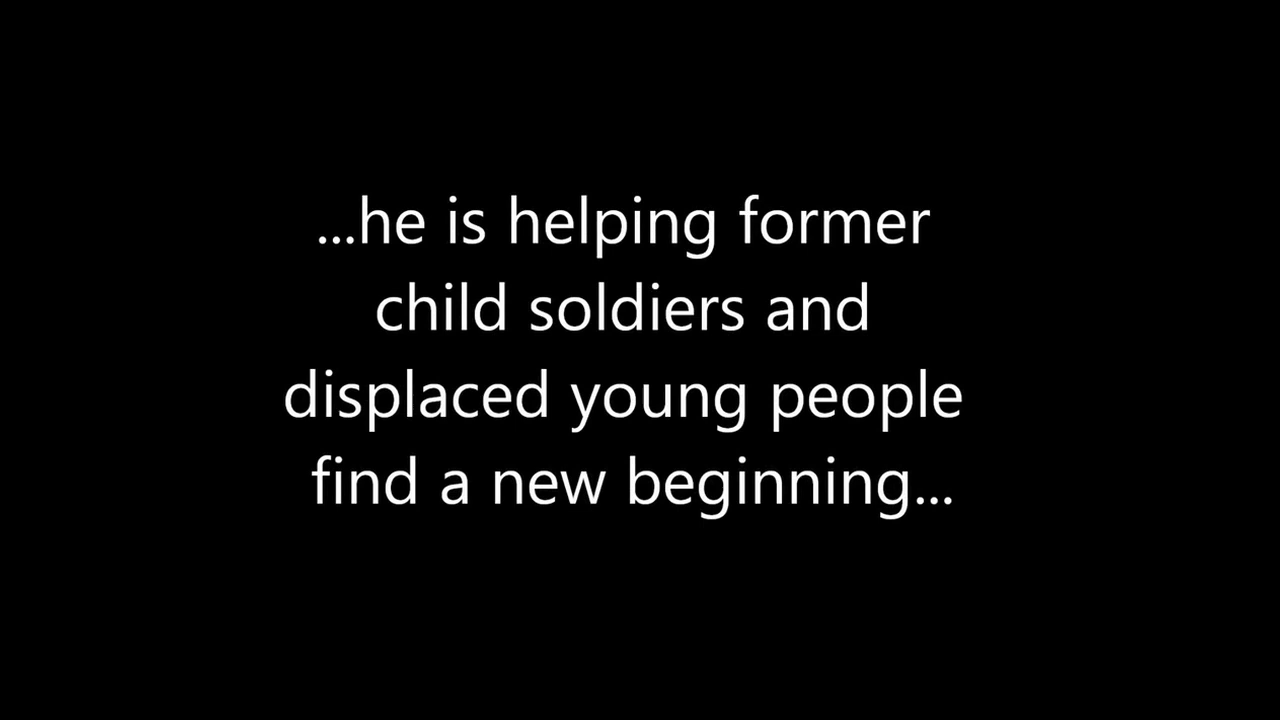 ...he is helping former
child soldiers and
displaced young people
find a new beginning...